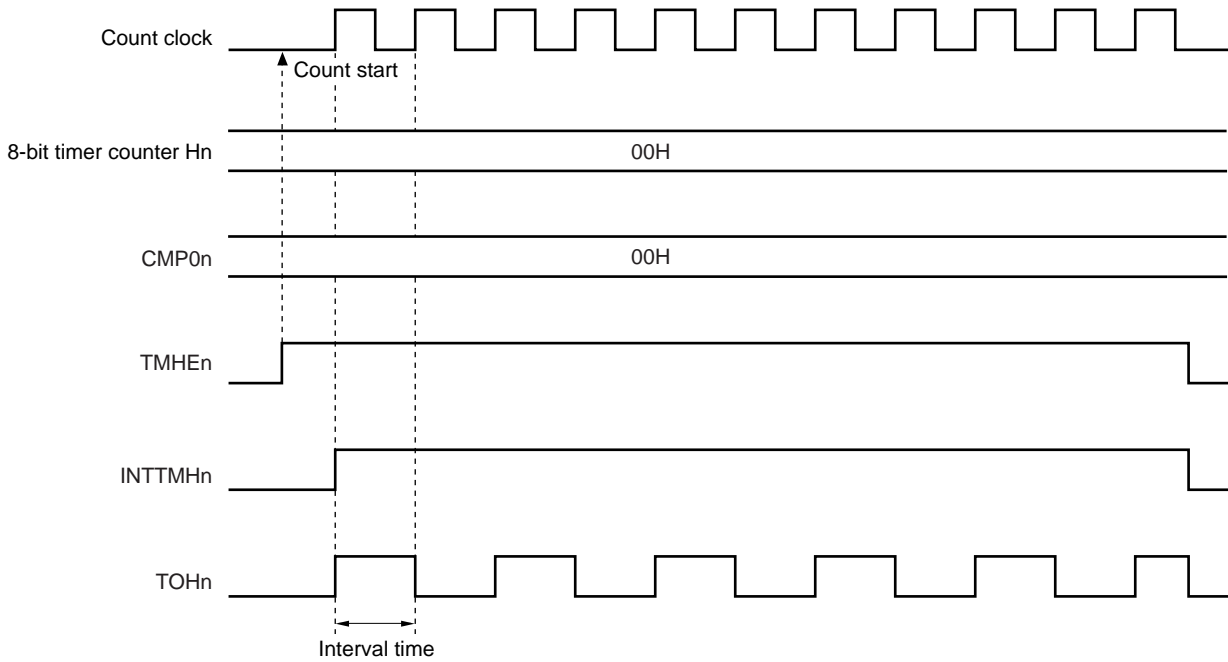 Count clock
Count start
8-bit timer counter Hn
00H
CMP0n
00H
TMHEn
INTTMHn
TOHn
Interval time